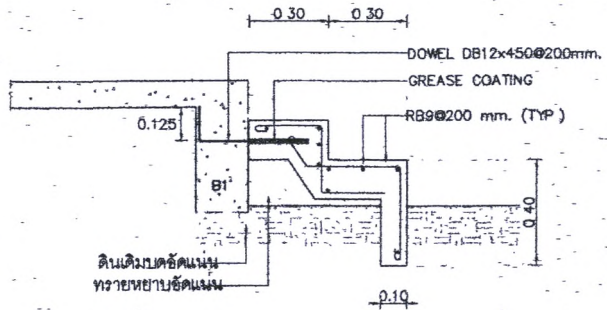 0.30 0.30
DOWEL DB12x450@200mm.
GREASE COATING
RB9@200 mm. (TYP.)
0.125
B1
0.40
ดินเดิมบดอัดแน่น
ทรายหยาบอัดแน่น
0.10